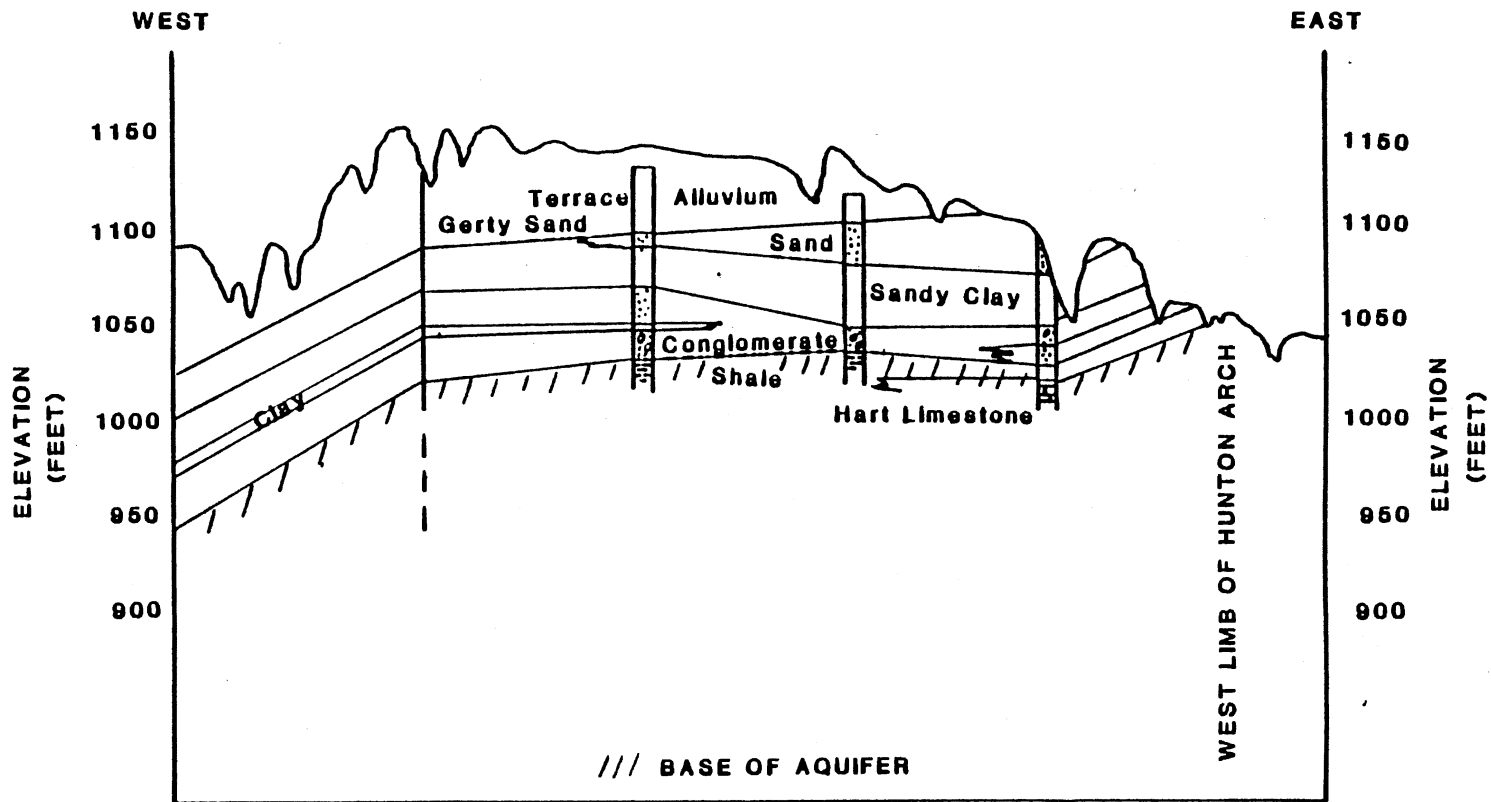 WEST
EAST
1150
1100
1050
1000
950
900
ELEVATION
(FEET)
Terrace Alluvium
Gerty Sand
Sand
Sandy Clay
Conglomerate
Shale
Clay
Hart Limestone
WEST LIMB OF HUNTON ARCH
1150
1100
1050
1000
950
900
ELEVATION
(FEET)
/// BASE OF AQUIFER